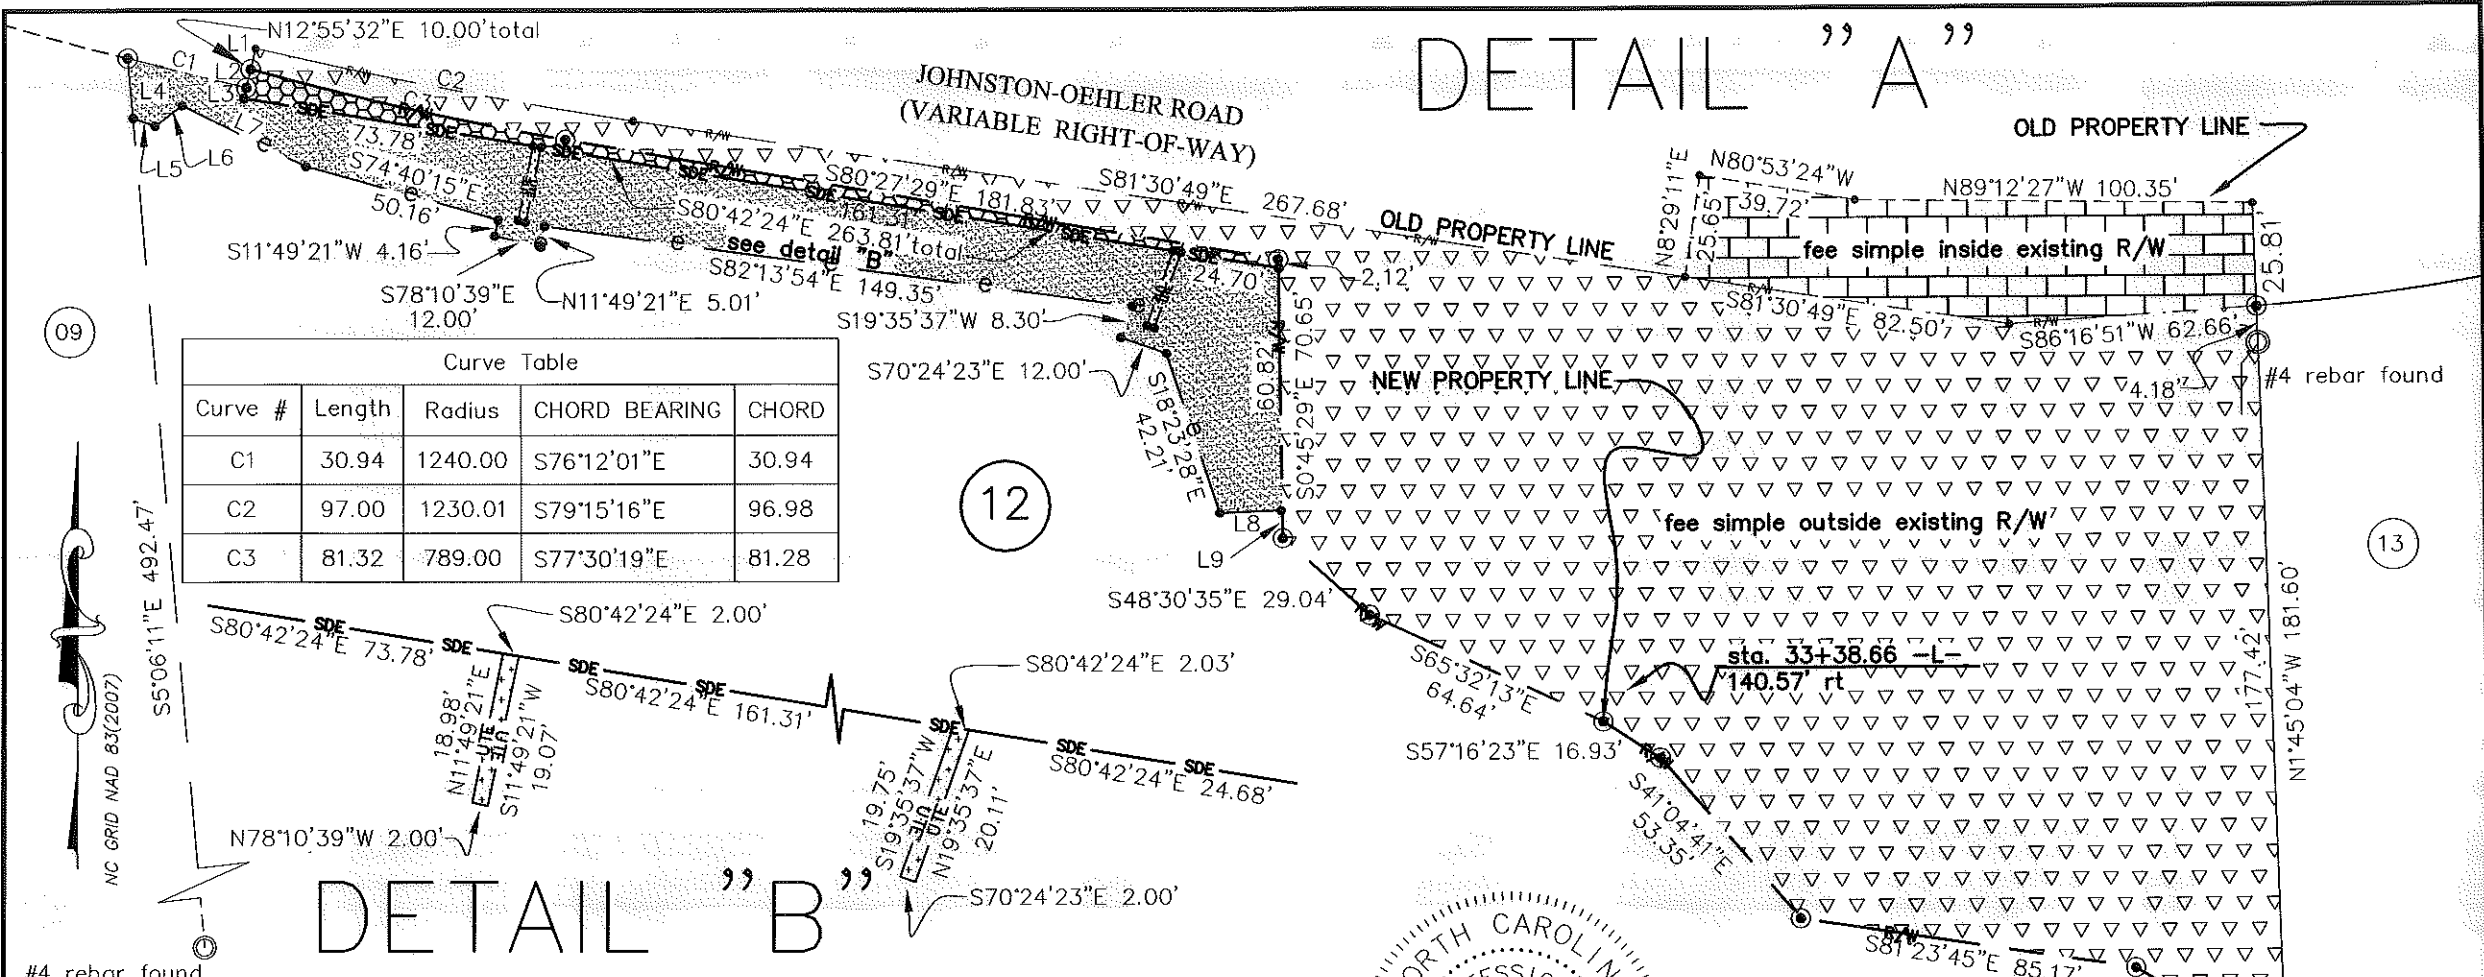 DETAIL "A"
N12°55'32"E 10.00'total
L1
L2
L3
L4
L5
L6
L7
C1
C2
C3
R/W
JOHNSTON-OEHLER ROAD
(VARIABLE RIGHT-OF-WAY)
OLD PROPERTY LINE
N80°53'24"W
39.72'
N89°12'27"W 100.35'
N8°29'11"E
25.65'
fee simple inside existing R/W
25.81'
SDE
73.78'
S74°40'15"E
50.16'
S80°27'29"E 181.83'
161.31'
S81°30'49"E 267.68'
OLD PROPERTY LINE
S80°42'24"E 263.81'total
see detail "B"
S82°13'54"E 149.35'
S11°49'21"W 4.16'
S78°10'39"E
12.00'
N11°49'21"E 5.01'
S19°35'37"W 8.30'
24.70'
2.12'
S70°24'23"E 12.00'
S81°30'49"E 82.50'
S86°16'51"W 62.66'
4.18'
#4 rebar found
60.82'
S0°45'29"E 70.65'
S18°23'28"E
42.21'
L8
L9
NEW PROPERTY LINE
fee simple outside existing R/W
09
12
13
Curve Table
Curve # Length Radius CHORD BEARING CHORD
C1 30.94 1240.00 S76°12'01"E 30.94
C2 97.00 1230.01 S79°15'16"E 96.98
C3 81.32 789.00 S77°30'19"E 81.28
S5°06'11"E 492.47'
NC GRID NAD 83(2007)
S48°30'35"E 29.04'
R/W
S65°32'13"E
64.64'
sta. 33+38.66 -L-
140.57' rt
S57°16'23"E 16.93'
S41°04'41"E
53.35'
R/W
S81°23'45"E 85.17'
177.42'
N1°45'04"W 181.60'
S80°42'24"E 73.78'
SDE
SDE
S80°42'24"E 2.00'
SDE
SDE
S80°42'24"E 161.31'
SDE
S80°42'24"E 2.03'
SDE
SDE
S80°42'24"E 24.68'
18.98'
N11°49'21"E
UTE
UTE
S11°49'21"W
19.07'
N78°10'39"W 2.00'
19.75'
S19°35'37"W
UTE
UTE
N19°35'37"E
20.11'
S70°24'23"E 2.00'
DETAIL "B"
#4 rebar found
ORTH CAROLIN
ESSIO